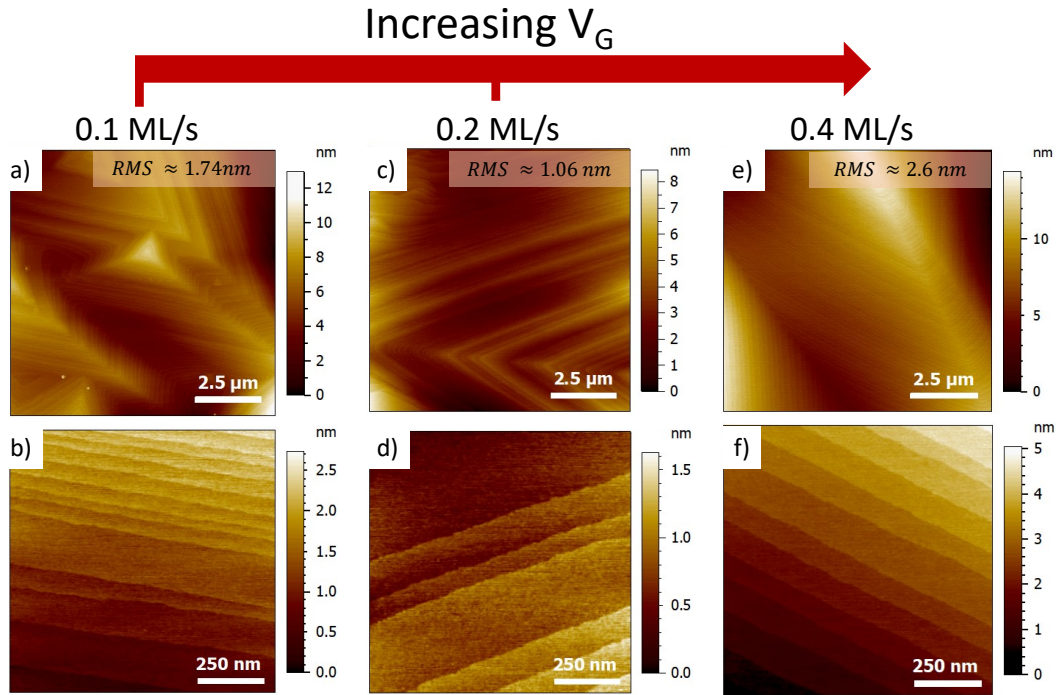 Increasing V_G
0.1 ML/s
0.2 ML/s
0.4 ML/s
a)
RMS ≈ 1.74nm
nm
12
10
8
6
4
2
0
2.5 µm
c)
RMS ≈ 1.06 nm
nm
8
7
6
5
4
3
2
1
0
2.5 µm
e)
RMS ≈ 2.6 nm
nm
10
5
0
2.5 µm
b)
nm
2.5
2.0
1.5
1.0
0.5
0.0
250 nm
d)
nm
1.5
1.0
0.5
0.0
250 nm
f)
nm
5
4
3
2
1
0
250 nm